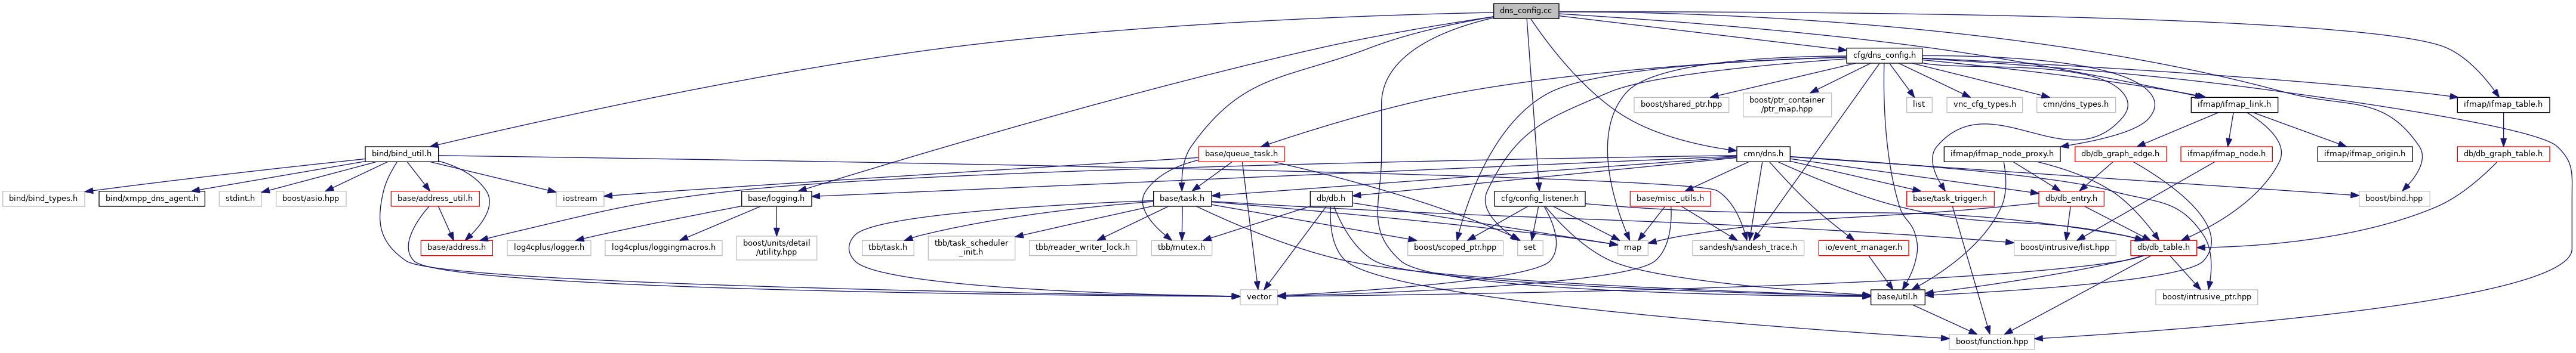 dns_config.cc
cfg/dns_config.h
boost/shared_ptr.hpp
boost/ptr_container
/ptr_map.hpp
list
vnc_cfg_types.h
cmn/dns_types.h
ifmap/ifmap_link.h
ifmap/ifmap_table.h
bind/bind_util.h
base/queue_task.h
cmn/dns.h
ifmap/ifmap_node_proxy.h
db/db_graph_edge.h
ifmap/ifmap_node.h
ifmap/ifmap_origin.h
db/db_graph_table.h
bind/bind_types.h
bind/xmpp_dns_agent.h
stdint.h
boost/asio.hpp
base/address_util.h
iostream
base/logging.h
base/task.h
db/db.h
cfg/config_listener.h
base/misc_utils.h
base/task_trigger.h
db/db_entry.h
boost/bind.hpp
base/address.h
log4cplus/logger.h
log4cplus/loggingmacros.h
boost/units/detail
/utility.hpp
tbb/task.h
tbb/task_scheduler
_init.h
tbb/reader_writer_lock.h
tbb/mutex.h
boost/scoped_ptr.hpp
set
map
sandesh/sandesh_trace.h
io/event_manager.h
boost/intrusive/list.hpp
db/db_table.h
vector
base/util.h
boost/intrusive_ptr.hpp
boost/function.hpp